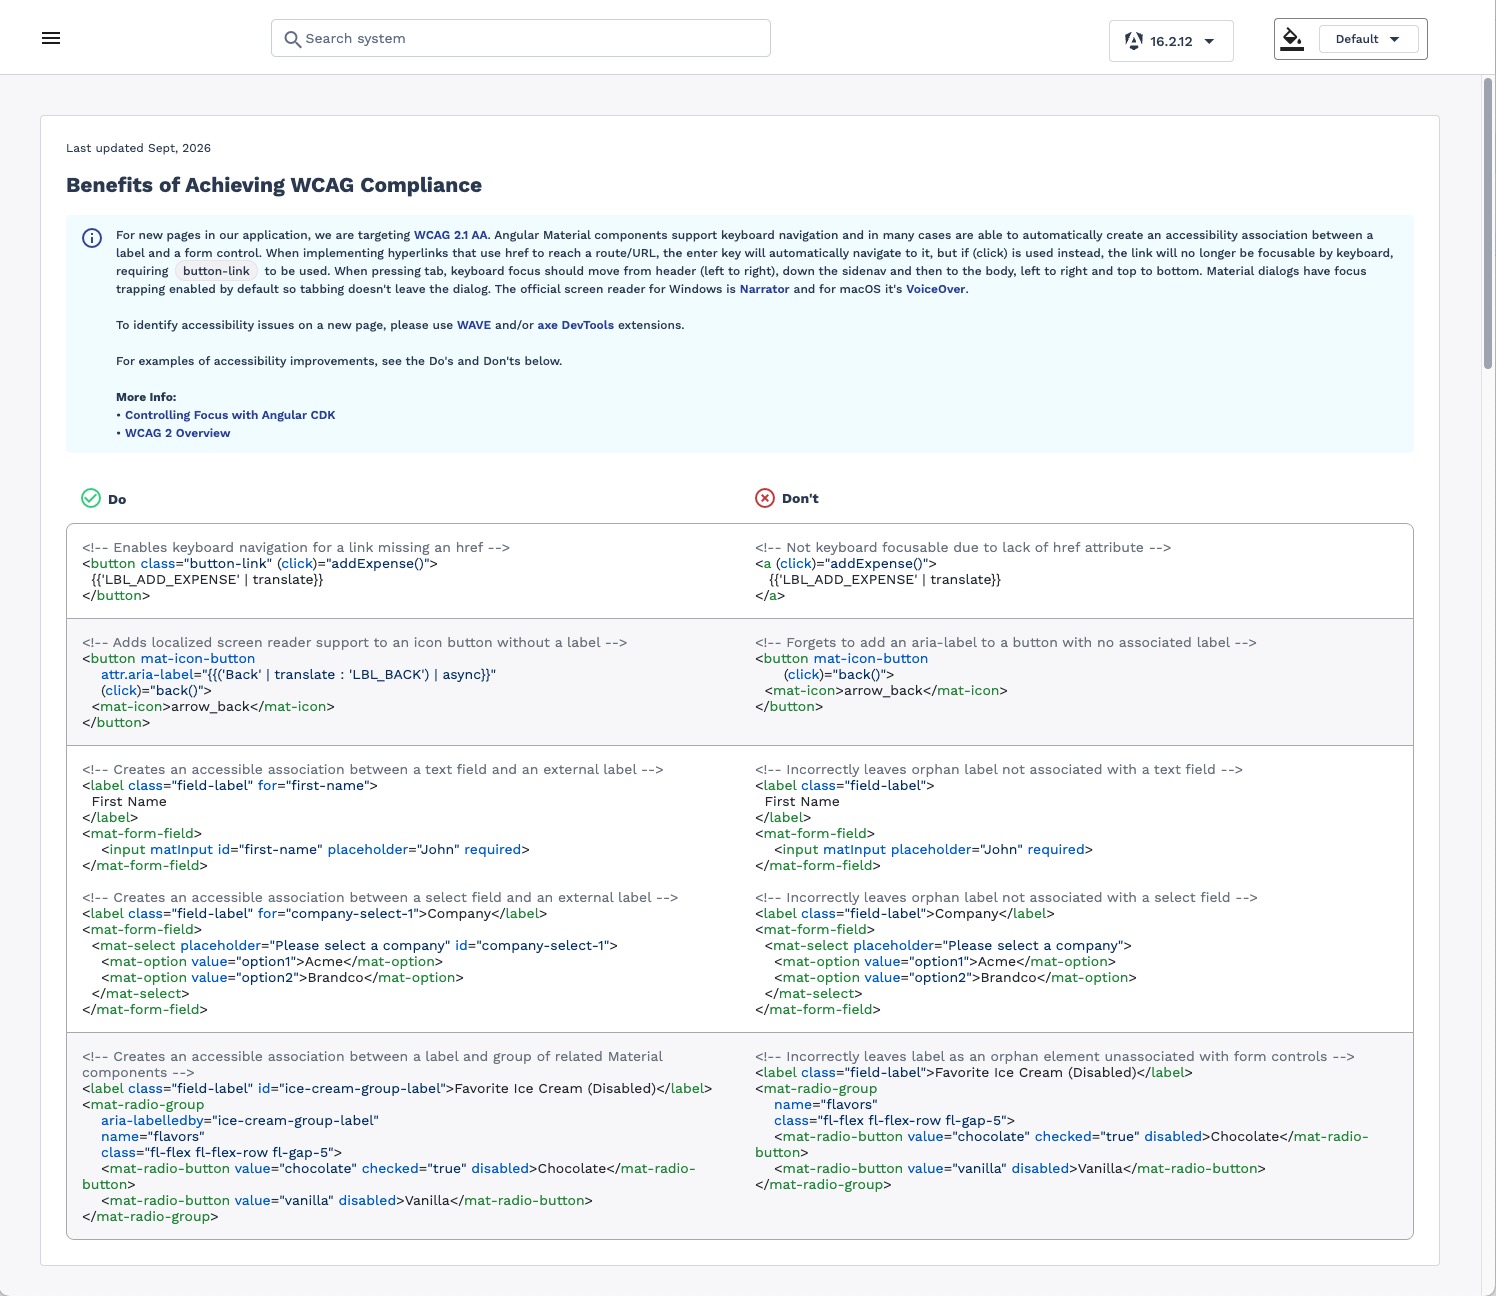 Search system
16.2.12
Default
Last updated Sept, 2026
Benefits of Achieving WCAG Compliance
For new pages in our application, we are targeting WCAG 2.1 AA. Angular Material components support keyboard navigation and in many cases are able to automatically create an accessibility association between a
label and a form control. When implementing hyperlinks that use href to reach a route/URL, the enter key will automatically navigate to it, but if (click) is used instead, the link will no longer be focusable by keyboard,
requiring button-link to be used. When pressing tab, keyboard focus should move from header (left to right), down the sidenav and then to the body, left to right and top to bottom. Material dialogs have focus
trapping enabled by default so tabbing doesn't leave the dialog. The official screen reader for Windows is Narrator and for macOS it's VoiceOver.
To identify accessibility issues on a new page, please use WAVE and/or axe DevTools extensions.
For examples of accessibility improvements, see the Do's and Don'ts below.
More Info:
• Controlling Focus with Angular CDK
• WCAG 2 Overview
Do
Don't
<!-- Enables keyboard navigation for a link missing an href -->
<button class="button-link" (click)="addExpense()">
{{'LBL_ADD_EXPENSE' | translate}}
</button>
<!-- Not keyboard focusable due to lack of href attribute -->
<a (click)="addExpense()">
{{'LBL_ADD_EXPENSE' | translate}}
</a>
<!-- Adds localized screen reader support to an icon button without a label -->
<button mat-icon-button
attr.aria-label="{{('Back' | translate : 'LBL_BACK') | async}}"
(click)="back()">
<mat-icon>arrow_back</mat-icon>
</button>
<!-- Forgets to add an aria-label to a button with no associated label -->
<button mat-icon-button
(click)="back()">
<mat-icon>arrow_back</mat-icon>
</button>
<!-- Creates an accessible association between a text field and an external label -->
<label class="field-label" for="first-name">
First Name
</label>
<mat-form-field>
<input matInput id="first-name" placeholder="John" required>
</mat-form-field>
<!-- Creates an accessible association between a select field and an external label -->
<label class="field-label" for="company-select-1">Company</label>
<mat-form-field>
<mat-select placeholder="Please select a company" id="company-select-1">
<mat-option value="option1">Acme</mat-option>
<mat-option value="option2">Brandco</mat-option>
</mat-select>
</mat-form-field>
<!-- Incorrectly leaves orphan label not associated with a text field -->
<label class="field-label">
First Name
</label>
<mat-form-field>
<input matInput placeholder="John" required>
</mat-form-field>
<!-- Incorrectly leaves orphan label not associated with a select field -->
<label class="field-label">Company</label>
<mat-form-field>
<mat-select placeholder="Please select a company">
<mat-option value="option1">Acme</mat-option>
<mat-option value="option2">Brandco</mat-option>
</mat-select>
</mat-form-field>
<!-- Creates an accessible association between a label and group of related Material
components -->
<label class="field-label" id="ice-cream-group-label">Favorite Ice Cream (Disabled)</label>
<mat-radio-group
aria-labelledby="ice-cream-group-label"
name="flavors"
class="fl-flex fl-flex-row fl-gap-5">
<mat-radio-button value="chocolate" checked="true" disabled>Chocolate</mat-radio-
button>
<mat-radio-button value="vanilla" disabled>Vanilla</mat-radio-button>
</mat-radio-group>
<!-- Incorrectly leaves label as an orphan element unassociated with form controls -->
<label class="field-label">Favorite Ice Cream (Disabled)</label>
<mat-radio-group
name="flavors"
class="fl-flex fl-flex-row fl-gap-5">
<mat-radio-button value="chocolate" checked="true" disabled>Chocolate</mat-radio-
button>
<mat-radio-button value="vanilla" disabled>Vanilla</mat-radio-button>
</mat-radio-group>